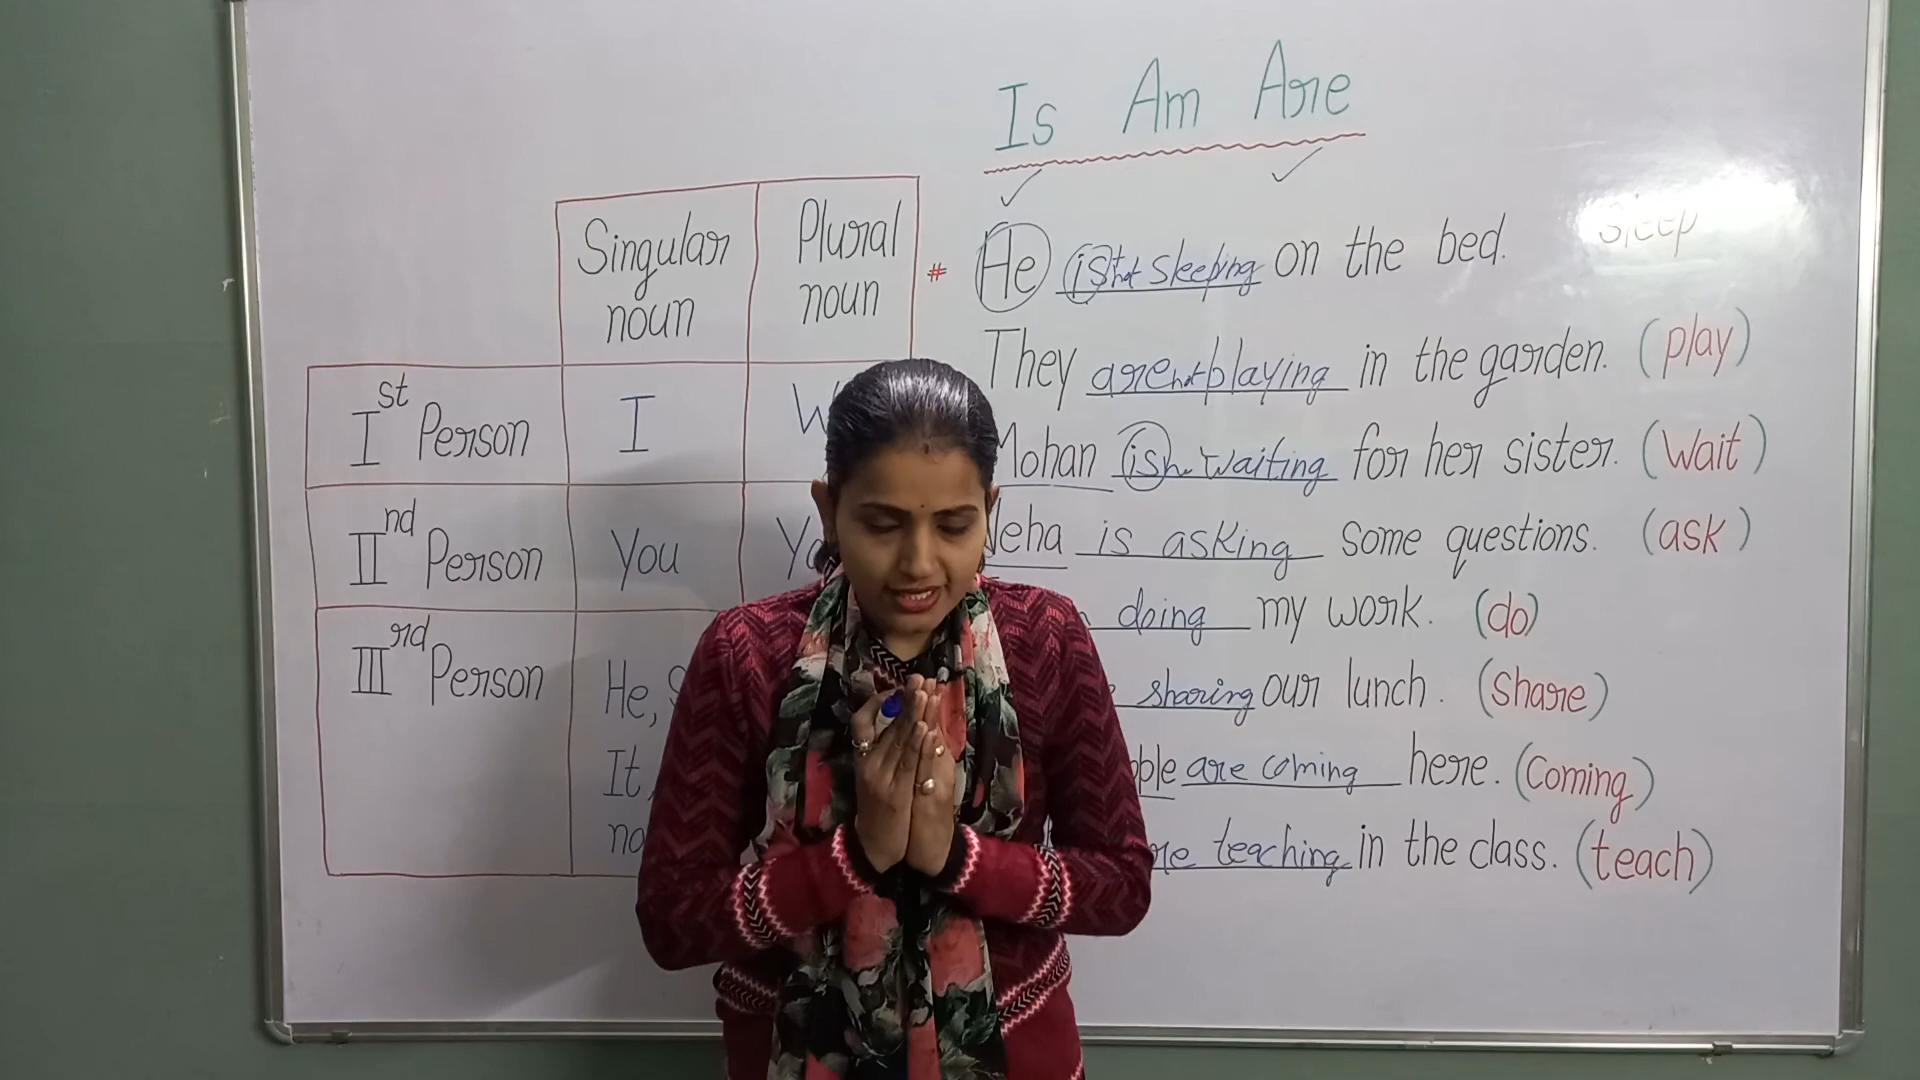 Is Am Are
Singular
noun
Plural
noun
Ist Person
I
IInd Person
You
IIIrd Person
He,
It,
# He is not sleeping on the bed. Sleep
They are not playing in the garden. (play)
Mohan is waiting for her sister. (wait)
Neha is asking some questions. (ask)
doing my work. (do)
sharing our lunch. (share)
are coming here. (Coming)
teaching in the class. (teach)